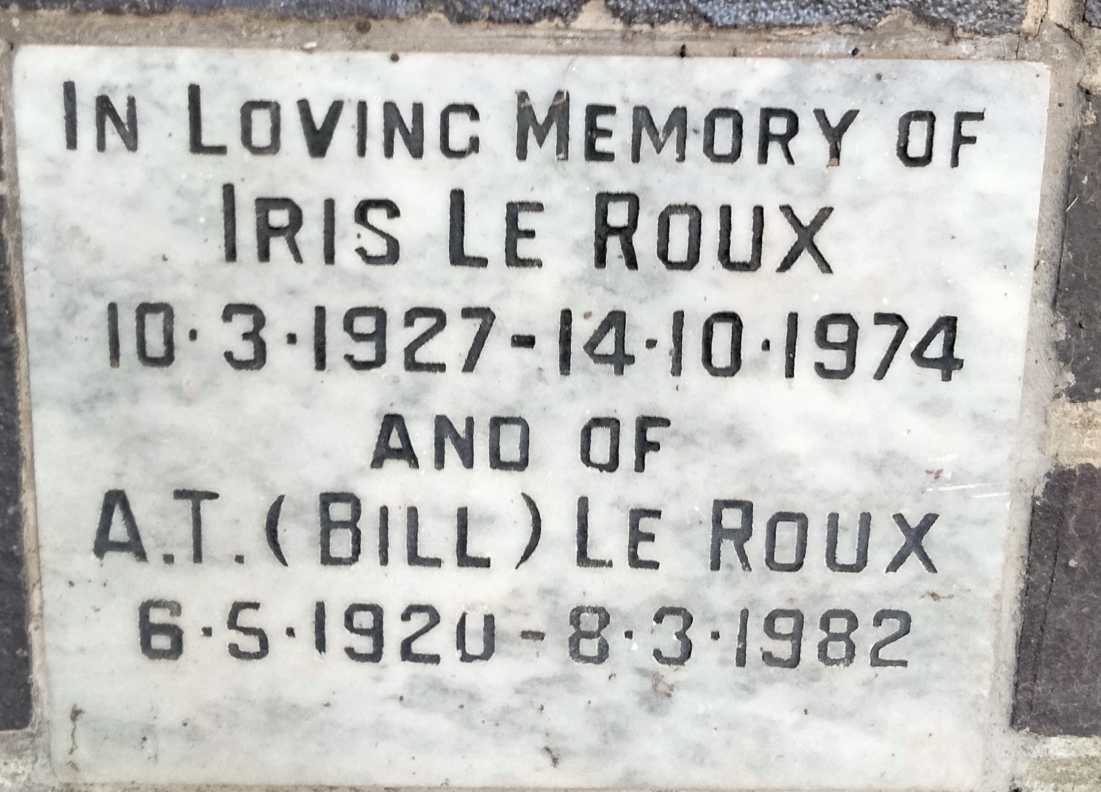 In Loving Memory of
Iris Le Roux
10·3·1927-14·10·1974
and of
A.T. (Bill) Le Roux
6·5·1920-8·3·1982